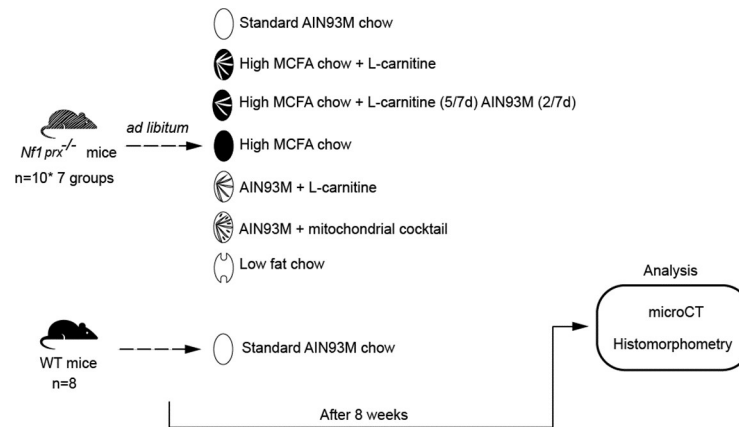 Standard AIN93M chow
High MCFA chow + L-carnitine
High MCFA chow + L-carnitine (5/7d) AIN93M (2/7d)
ad libitum
High MCFA chow
Nf1 prx-/- mice
n=10* 7 groups
AIN93M + L-carnitine
AIN93M + mitochondrial cocktail
Low fat chow
Analysis
microCT
Histomorphometry
Standard AIN93M chow
WT mice
n=8
After 8 weeks